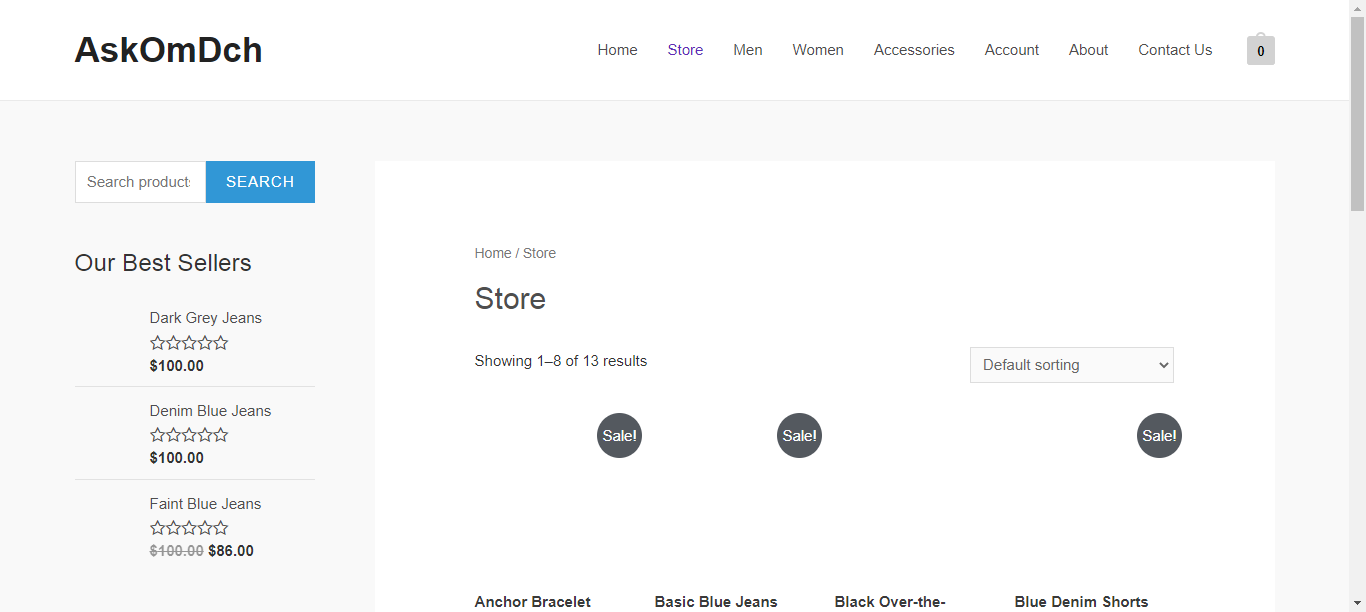 AskOmDch
Home Store Men Women Accessories Account About Contact Us 0
Search product
SEARCH
Our Best Sellers
Dark Grey Jeans
$100.00
Denim Blue Jeans
$100.00
Faint Blue Jeans
$100.00 $86.00
Home / Store
Store
Showing 1–8 of 13 results
Default sorting
Sale! Sale! Sale!
Anchor Bracelet Basic Blue Jeans Black Over-the- Blue Denim Shorts